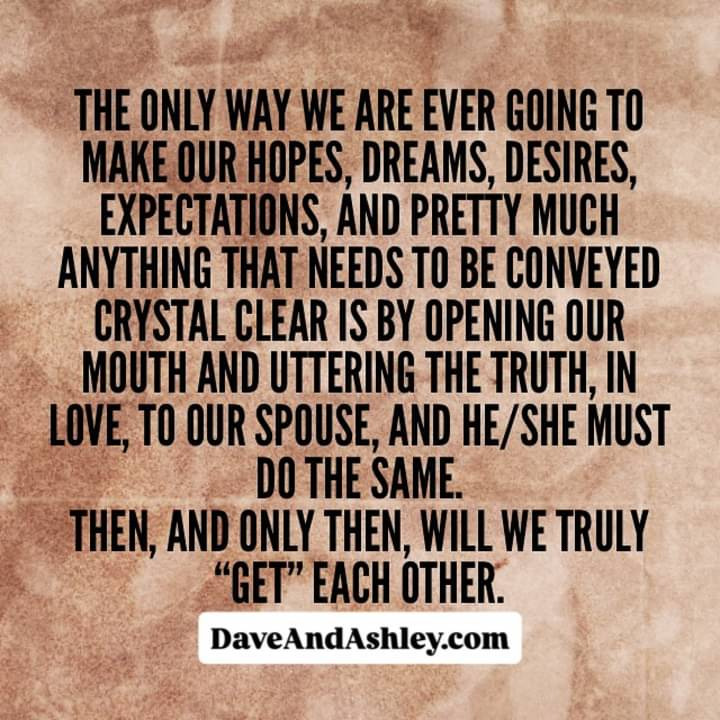 THE ONLY WAY WE ARE EVER GOING TO
MAKE OUR HOPES, DREAMS, DESIRES,
EXPECTATIONS, AND PRETTY MUCH
ANYTHING THAT NEEDS TO BE CONVEYED
CRYSTAL CLEAR IS BY OPENING OUR
MOUTH AND UTTERING THE TRUTH, IN
LOVE, TO OUR SPOUSE, AND HE/SHE MUST
DO THE SAME.
THEN, AND ONLY THEN, WILL WE TRULY
“GET” EACH OTHER.
DaveAndAshley.com